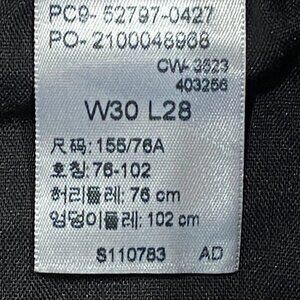 PC9- 52797-0427
PO- 2100048968
CW- 3523
403256
W30 L28
尺码: 155/76A
호칭: 76-102
허리둘레: 76 cm
엉덩이둘레: 102 cm
S110783 AD